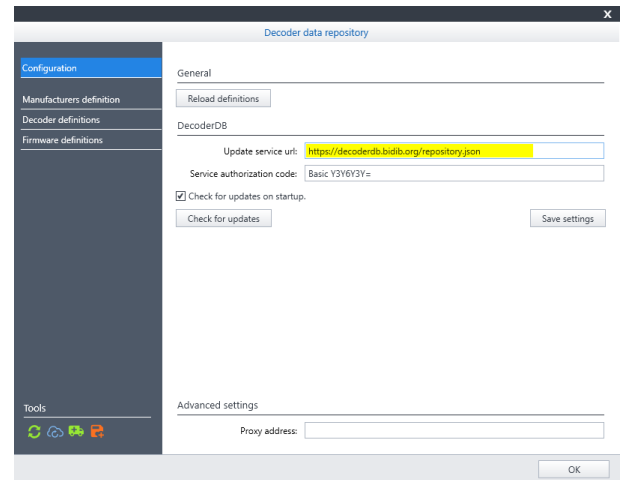 X
Decoder data repository
Configuration
Manufacturers definition
Decoder definitions
Firmware definitions
General
Reload definitions
DecoderDB
Update service url: https://decoderdb.bidib.org/repository.json
Service authorization code: Basic Y3Y6Y3Y=
Check for updates on startup.
Check for updates Save settings
Tools
Advanced settings
Proxy address:
OK